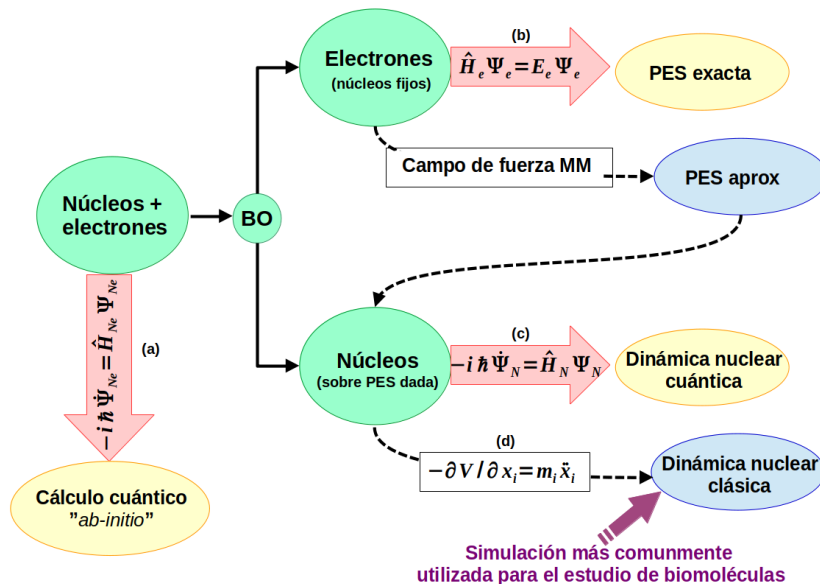 (b)
Electrones
(núcleos fijos)
Ĥ_e Ψ_e = E_e Ψ_e
PES exacta
Campo de fuerza MM
PES aprox
Núcleos +
electrones
BO
(a)
−i ℏ Ψ̇_Ne = Ĥ_Ne Ψ_Ne
(c)
Núcleos
(sobre PES dada)
−i ℏ Ψ̇_N = Ĥ_N Ψ_N
Dinámica nuclear
cuántica
(d)
−∂V/∂x_i = m_i ẍ_i
Dinámica nuclear
clásica
Cálculo cuántico
”ab-initio”
Simulación más comunmente
utilizada para el estudio de biomoléculas